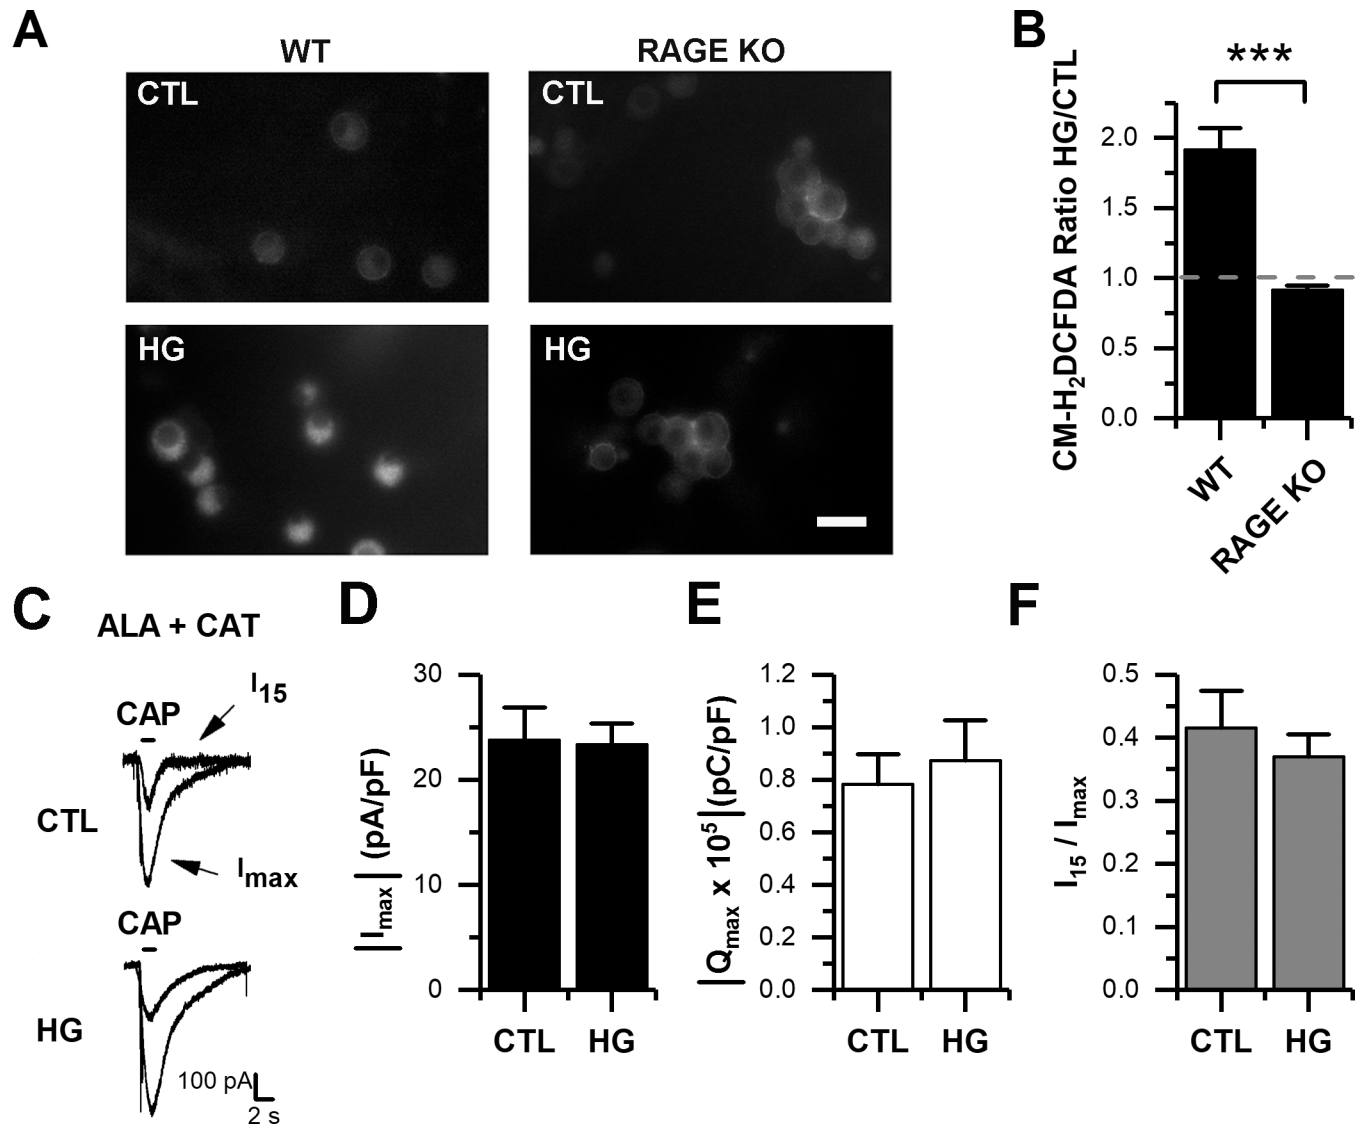 A
WT
RAGE KO
CTL
CTL
HG
HG
B
***
CM-H₂DCFDA Ratio HG/CTL
2.0
1.5
1.0
0.5
0.0
WT
RAGE KO
C
ALA + CAT
I₁₅
CAP
CTL
Imax
CAP
HG
100 pA
2 s
D
|Imax| (pA/pF)
30
20
10
0
CTL HG
E
|Qmax x 10⁵| (pC/pF)
1.2
1.0
0.8
0.6
0.4
0.2
0.0
CTL HG
F
I₁₅ / Imax
0.5
0.4
0.3
0.2
0.1
0.0
CTL HG